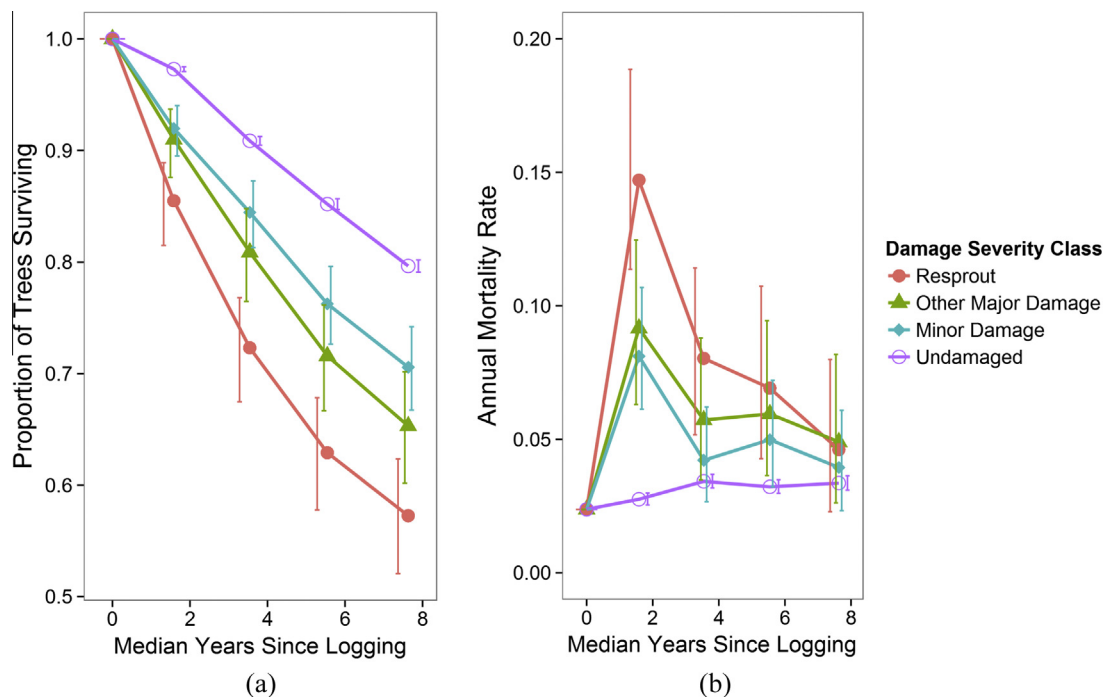 Proportion of Trees Surviving
1.0
0.9
0.8
0.7
0.6
0.5
0 2 4 6 8
Median Years Since Logging
(a)
Annual Mortality Rate
0.20
0.15
0.10
0.05
0.00
0 2 4 6 8
Median Years Since Logging
(b)
Damage Severity Class
Resprout
Other Major Damage
Minor Damage
Undamaged